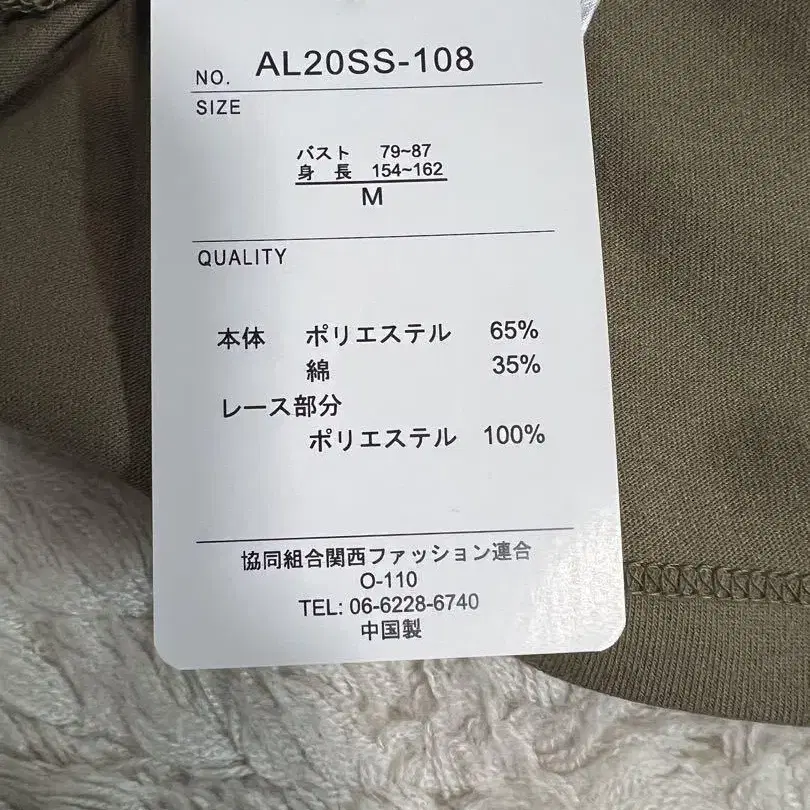 NO. AL20SS-108
SIZE
バスト 79~87
身 長 154~162
M
QUALITY
本体 ポリエステル 65%
綿 35%
レース部分
ポリエステル 100%
協同組合関西ファッション連合
O-110
TEL: 06-6228-6740
中国製